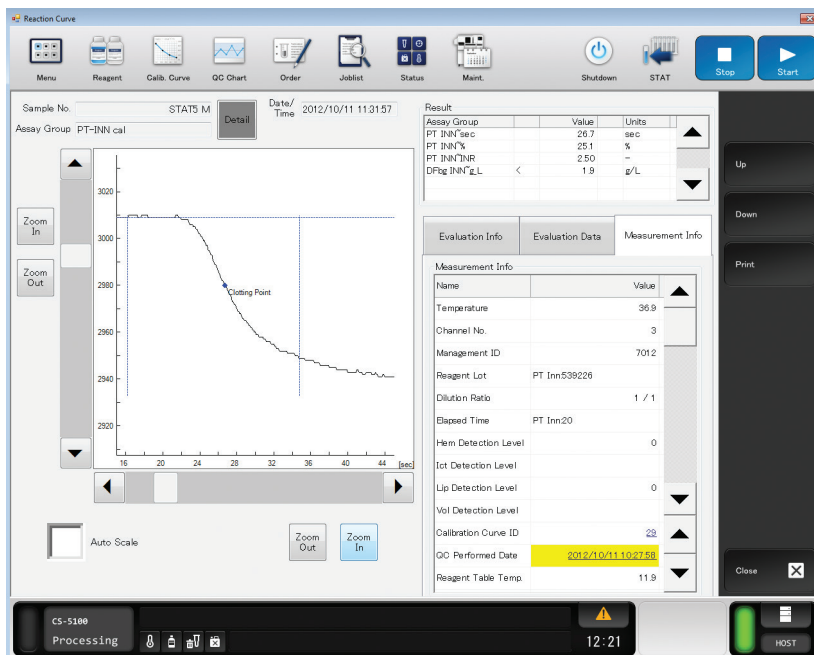 Reaction Curve
Menu
Reagent
Calib. Curve
QC Chart
Order
Joblist
Status
Maint.
Shutdown
STAT
Stop
Start
Sample No. STAT5 M
Detail
Date/
Time 2012/10/11 11:31:57
Assay Group PT-INN cal
Zoom
In
Zoom
Out
3020
3000
2980
2960
2940
2920
Clotting Point
16 20 24 28 32 36 40 44 [sec]
Auto Scale
Zoom
Out
Zoom
In
Result
Assay Group Value Units
PT INN~sec 26.7 sec
PT INN~% 25.1 %
PT INN~INR 2.50 -
DFbg INN~g_L < 1.9 g/L
Evaluation Info
Evaluation Data
Measurement Info
Measurement Info
Name Value
Temperature 36.9
Channel No. 3
Management ID 7012
Reagent Lot PT Inn:539226
Dilution Ratio 1 / 1
Elapsed Time PT Inn:20
Hem Detection Level 0
Ict Detection Level
Lip Detection Level 0
Vol Detection Level
Calibration Curve ID 29
QC Performed Date 2012/10/11 10:27:58
Reagent Table Temp. 11.9
Up
Down
Print
Close
CS-5100
Processing
12:21
HOST